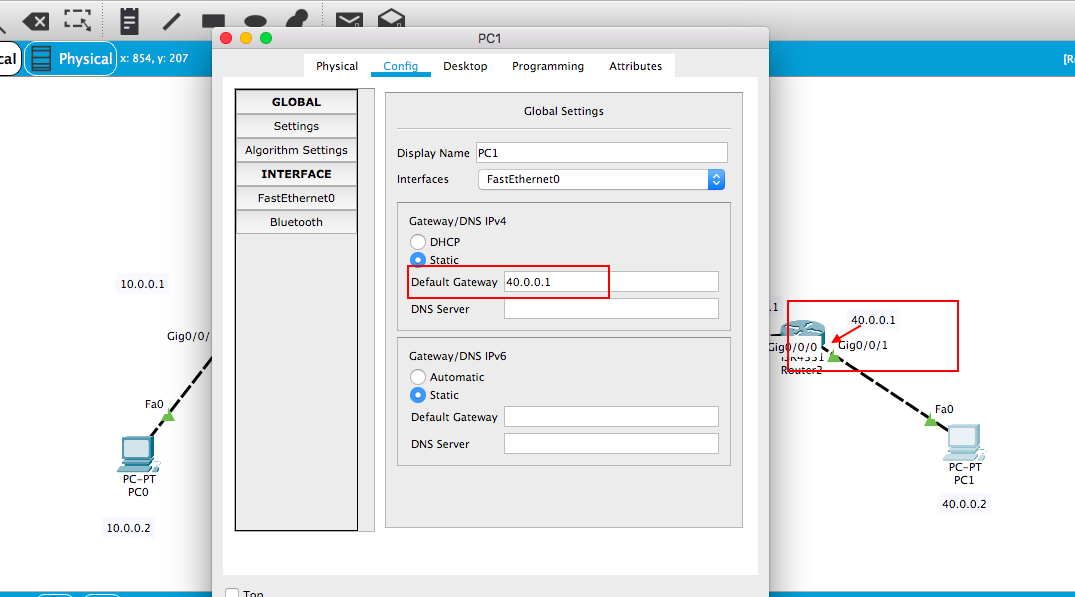 PC1
cal
Physical
x: 854, y: 207
[R
Physical
Config
Desktop
Programming
Attributes
GLOBAL
Settings
Algorithm Settings
INTERFACE
FastEthernet0
Bluetooth
Global Settings
Display Name PC1
Interfaces FastEthernet0
Gateway/DNS IPv4
DHCP
Static
Default Gateway 40.0.0.1
DNS Server
Gateway/DNS IPv6
Automatic
Static
Default Gateway
DNS Server
Top
10.0.0.1
Gig0/0/
Fa0
PC-PT
PC0
10.0.0.2
.1
40.0.0.1
Gig0/0/0
Gig0/0/1
ISR4331
Router2
Fa0
PC-PT
PC1
40.0.0.2